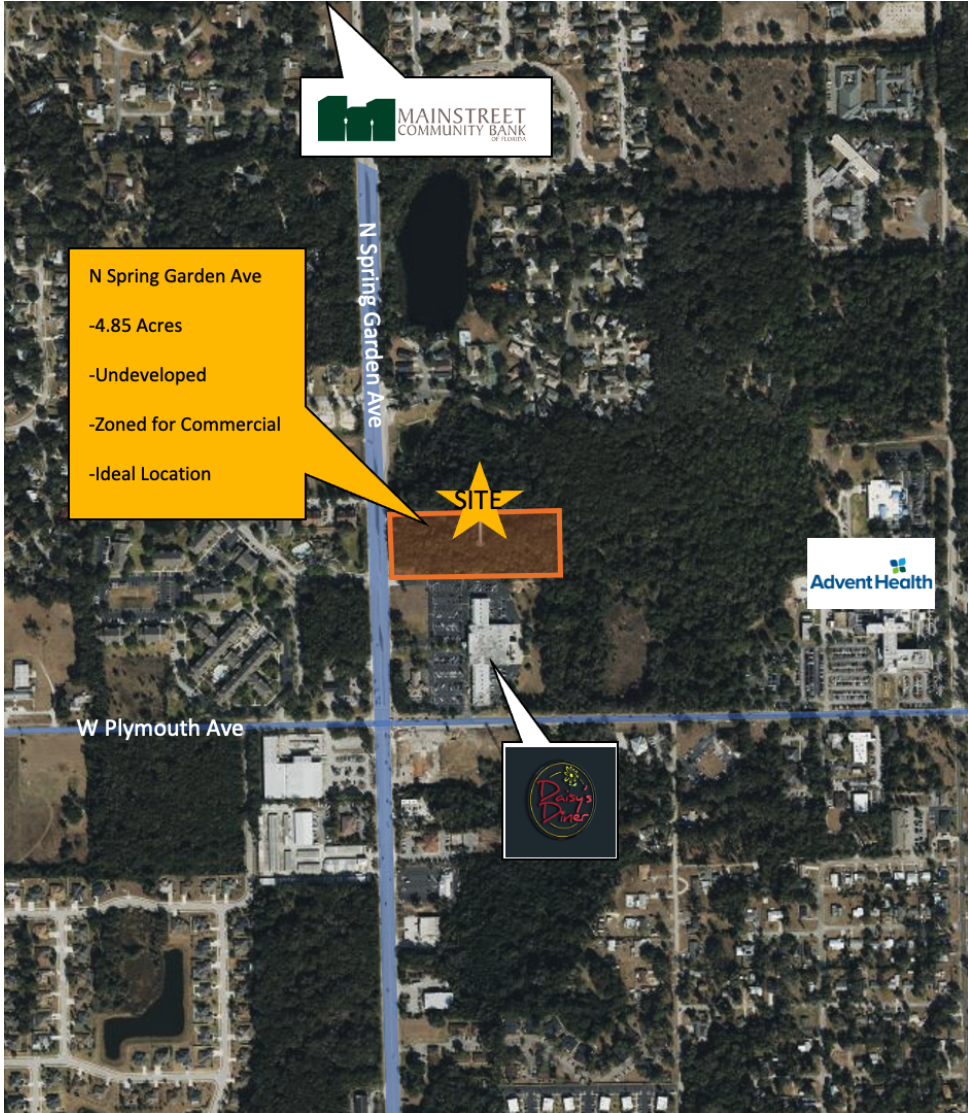 MAINSTREET
COMMUNITY BANK
OF FLORIDA
N Spring Garden Ave
N Spring Garden Ave
-4.85 Acres
-Undeveloped
-Zoned for Commercial
-Ideal Location
SITE
AdventHealth
W Plymouth Ave
Daisy's
Diner